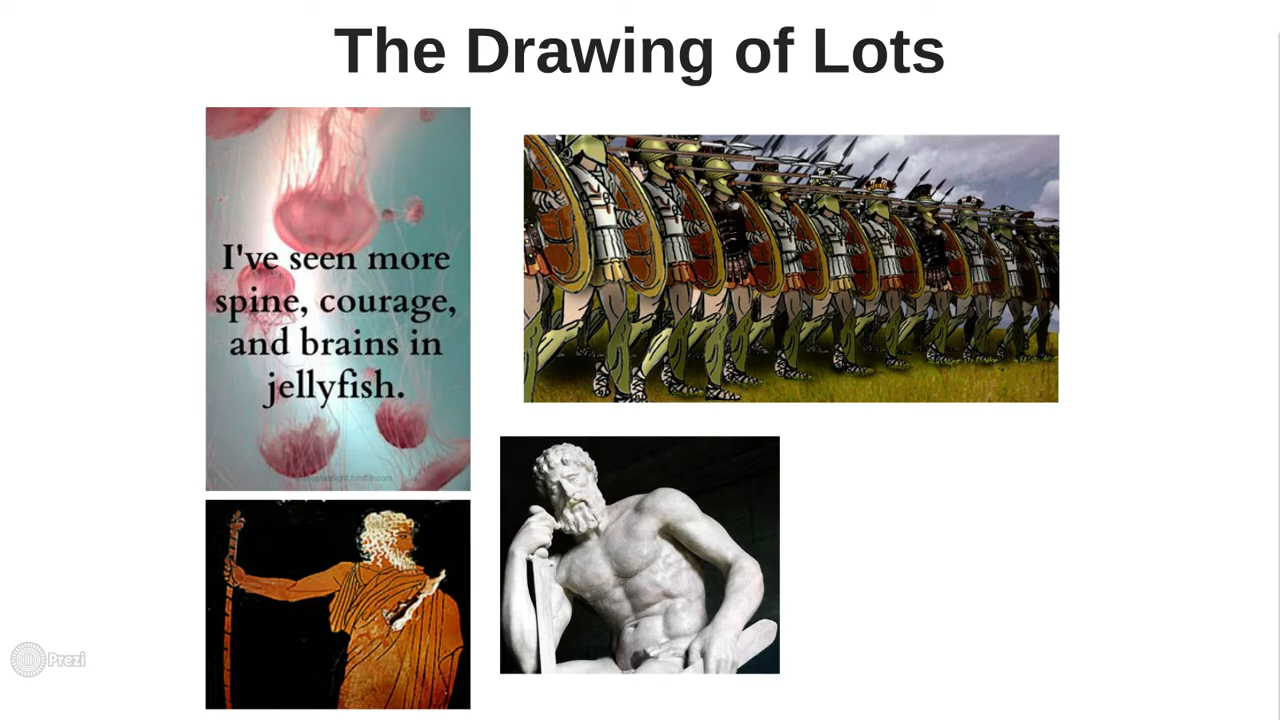 The Drawing of Lots
I've seen more
spine, courage,
and brains in
jellyfish.
Prezi